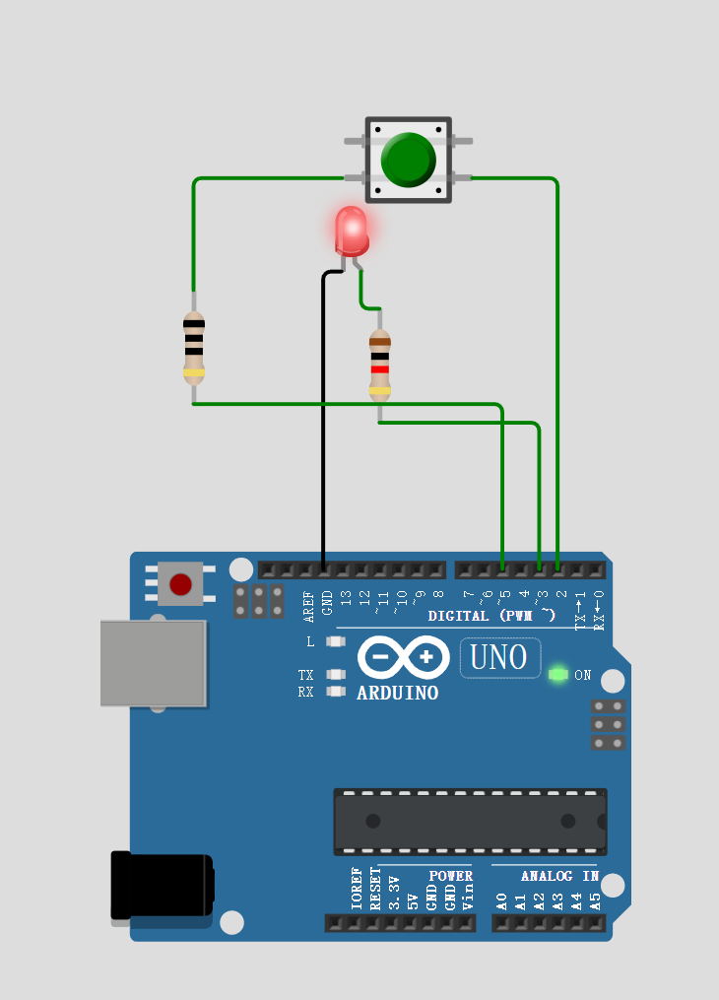 AREF
GND
13
12
~11
~10
~9
8
7
~6
~5
4
~3
2
TX→1
RX←0
DIGITAL (PWM ~)
L
TX
RX
UNO
ON
ARDUINO
POWER
ANALOG IN
IOREF
RESET
3.3V
5V
GND
GND
Vin
A0
A1
A2
A3
A4
A5